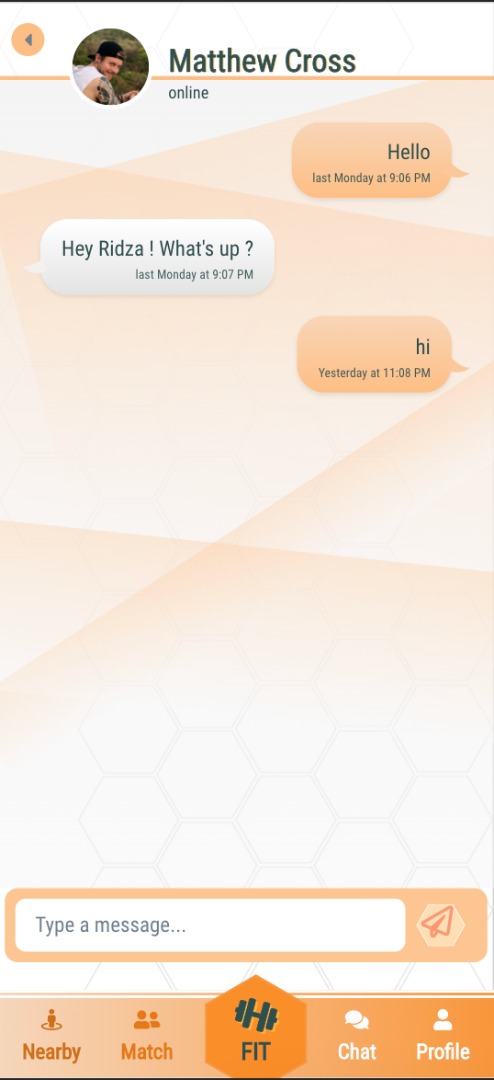 Matthew Cross
online
Hello
last Monday at 9:06 PM
Hey Ridza ! What's up ?
last Monday at 9:07 PM
hi
Yesterday at 11:08 PM
Type a message...
Nearby
Match
FIT
Chat
Profile